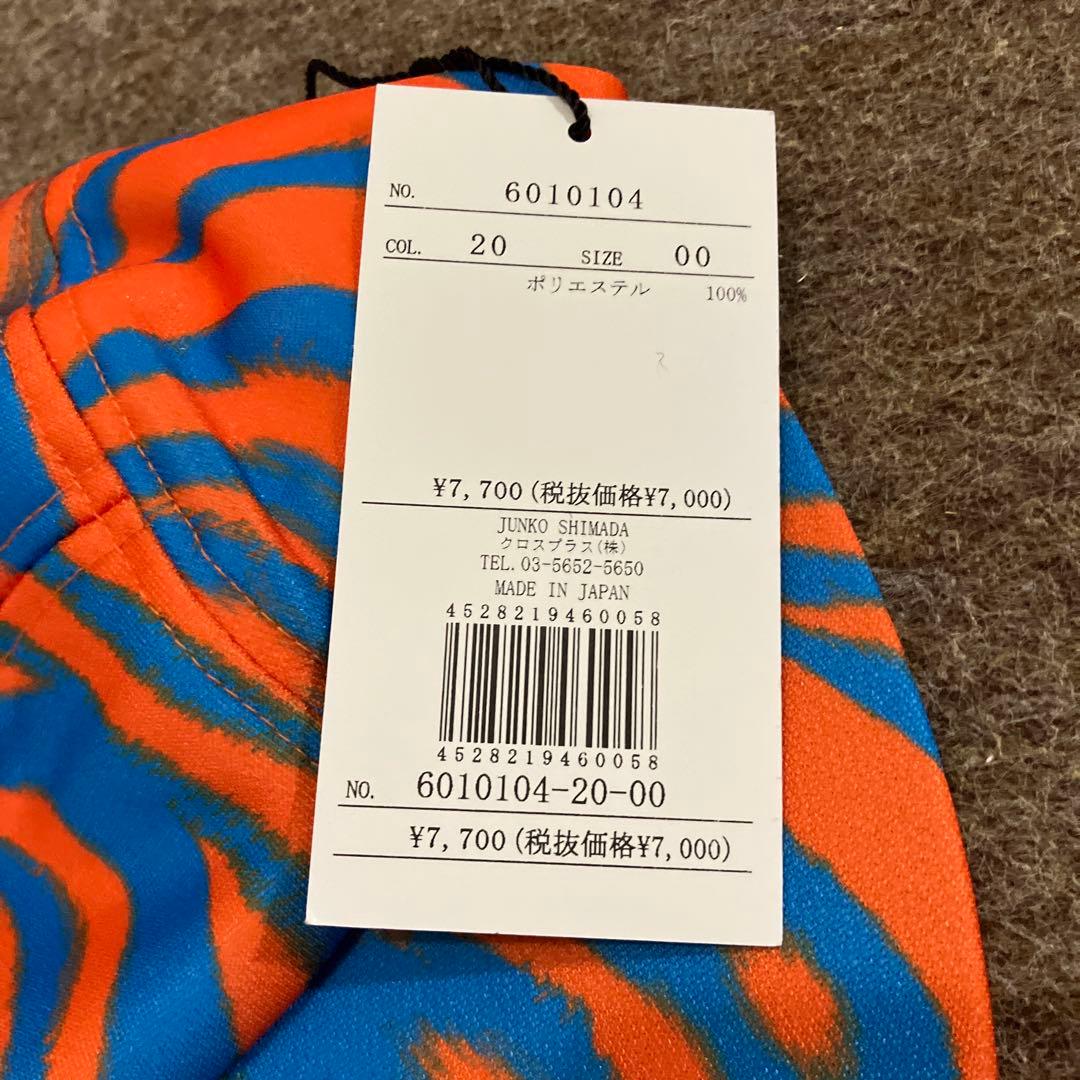 NO. 6010104
COL. 20 SIZE 00
ポリエステル 100%
¥7,700(税抜価格¥7,000)
JUNKO SHIMADA
クロスプラス(株)
TEL. 03-5652-5650
MADE IN JAPAN
4528219460058
4528219460058
NO. 6010104-20-00
¥7,700(税抜価格¥7,000)